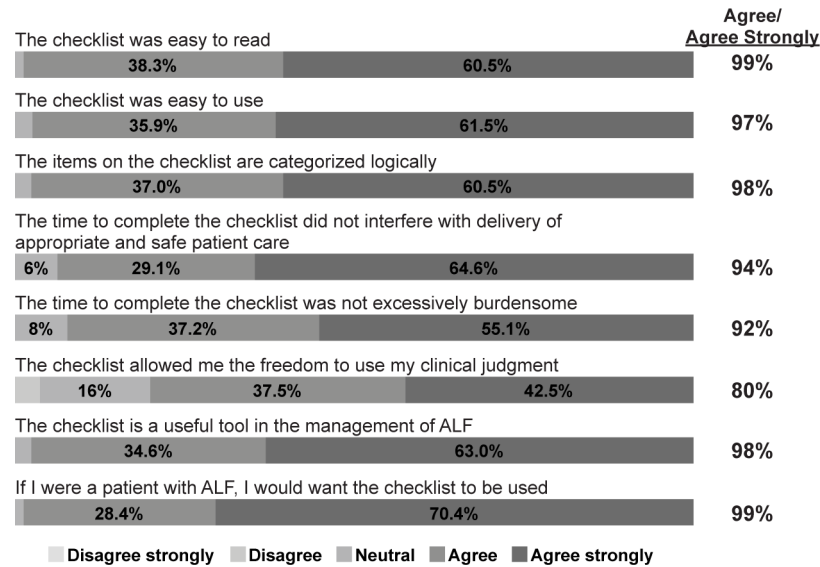 Agree/
Agree Strongly
The checklist was easy to read
38.3% 60.5% 99%
The checklist was easy to use
35.9% 61.5% 97%
The items on the checklist are categorized logically
37.0% 60.5% 98%
The time to complete the checklist did not interfere with delivery of
appropriate and safe patient care
6% 29.1% 64.6% 94%
The time to complete the checklist was not excessively burdensome
8% 37.2% 55.1% 92%
The checklist allowed me the freedom to use my clinical judgment
16% 37.5% 42.5% 80%
The checklist is a useful tool in the management of ALF
34.6% 63.0% 98%
If I were a patient with ALF, I would want the checklist to be used
28.4% 70.4% 99%
Disagree strongly Disagree Neutral Agree Agree strongly